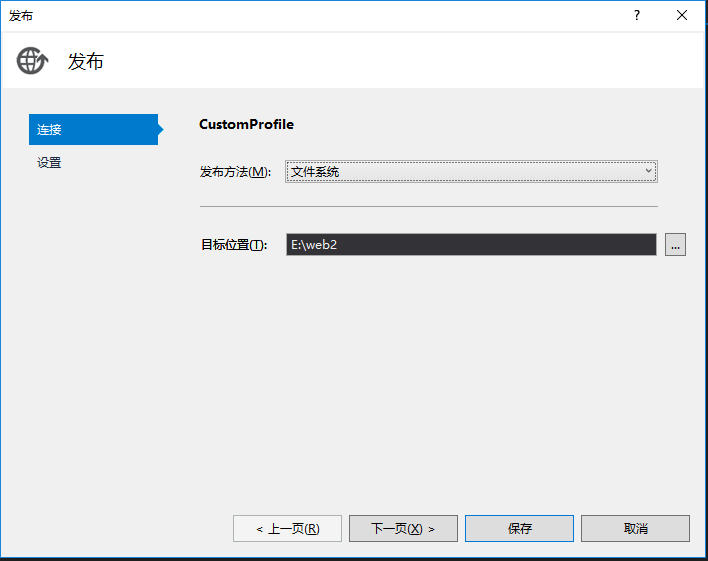 发布
?
发布
连接
设置
CustomProfile
发布方法(M): 文件系统
目标位置(T): E:\web2 ...
< 上一页(R) 下一页(X) > 保存 取消